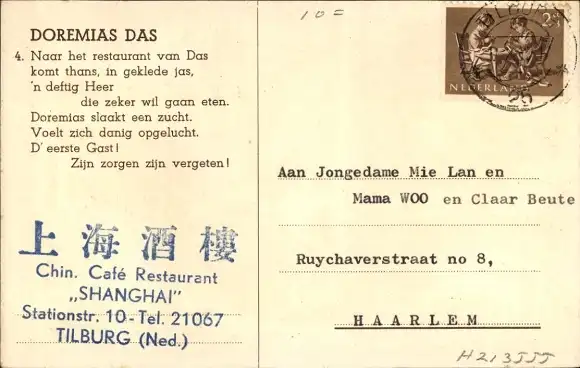 10=
DOREMIAS DAS
4. Naar het restaurant van Das
komt thans, in geklede jas,
'n deftig Heer
die zeker wil gaan eten.
Doremias slaakt een zucht.
Voelt zich danig opgelucht.
D' eerste Gast!
Zijn zorgen zijn vergeten!
上海酒樓
Chin. Café Restaurant
„SHANGHAI"
Stationstr. 10 - Tel. 21067
TILBURG (Ned.)
NEDERLAND
Aan Jongedame Mie Lan en
Mama WOO en Claar Beute
Ruychaverstraat no 8,
HAARLEM
H213555